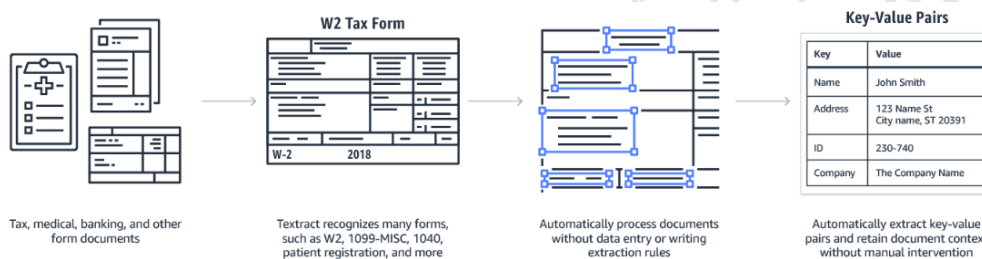 W2 Tax Form
W-2 2018
Key-Value Pairs
Key Value
Name John Smith
Address 123 Name St
City name, ST 20391
ID 230-740
Company The Company Name
Tax, medical, banking, and other
form documents
Textract recognizes many forms,
such as W2, 1099-MISC, 1040,
patient registration, and more
Automatically process documents
without data entry or writing
extraction rules
Automatically extract key-value
pairs and retain document contex
without manual intervention